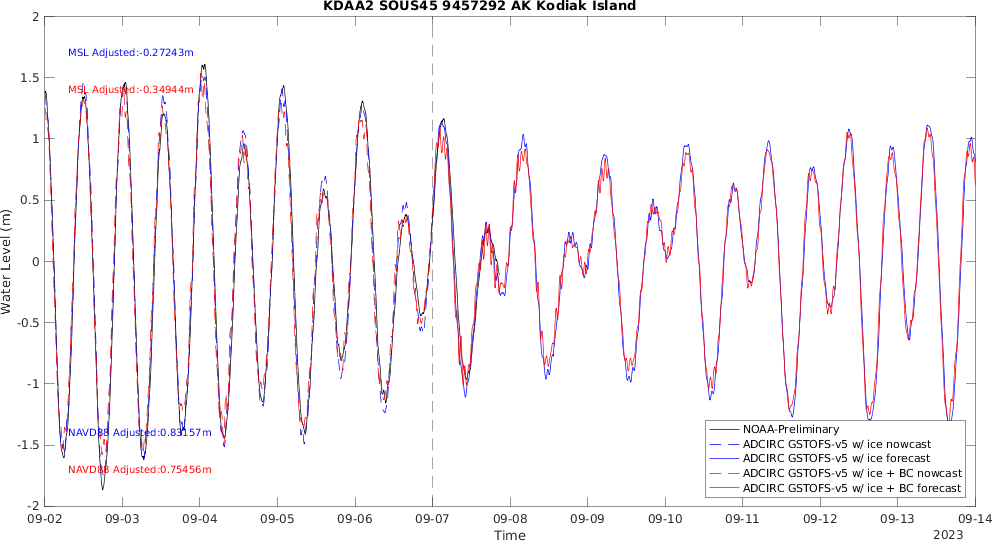 KDAA2 SOUS45 9457292 AK Kodiak Island
2
1.5
1
0.5
0
-0.5
-1
-1.5
-2
Water Level (m)
MSL Adjusted:-0.27243m
MSL Adjusted:-0.34944m
NAVD88 Adjusted:0.83157m
NAVD88 Adjusted:0.75456m
NOAA-Preliminary
ADCIRC GSTOFS-v5 w/ ice nowcast
ADCIRC GSTOFS-v5 w/ ice forecast
ADCIRC GSTOFS-v5 w/ ice + BC nowcast
ADCIRC GSTOFS-v5 w/ ice + BC forecast
09-02 09-03 09-04 09-05 09-06 09-07 09-08 09-09 09-10 09-11 09-12 09-13 09-14
Time
2023